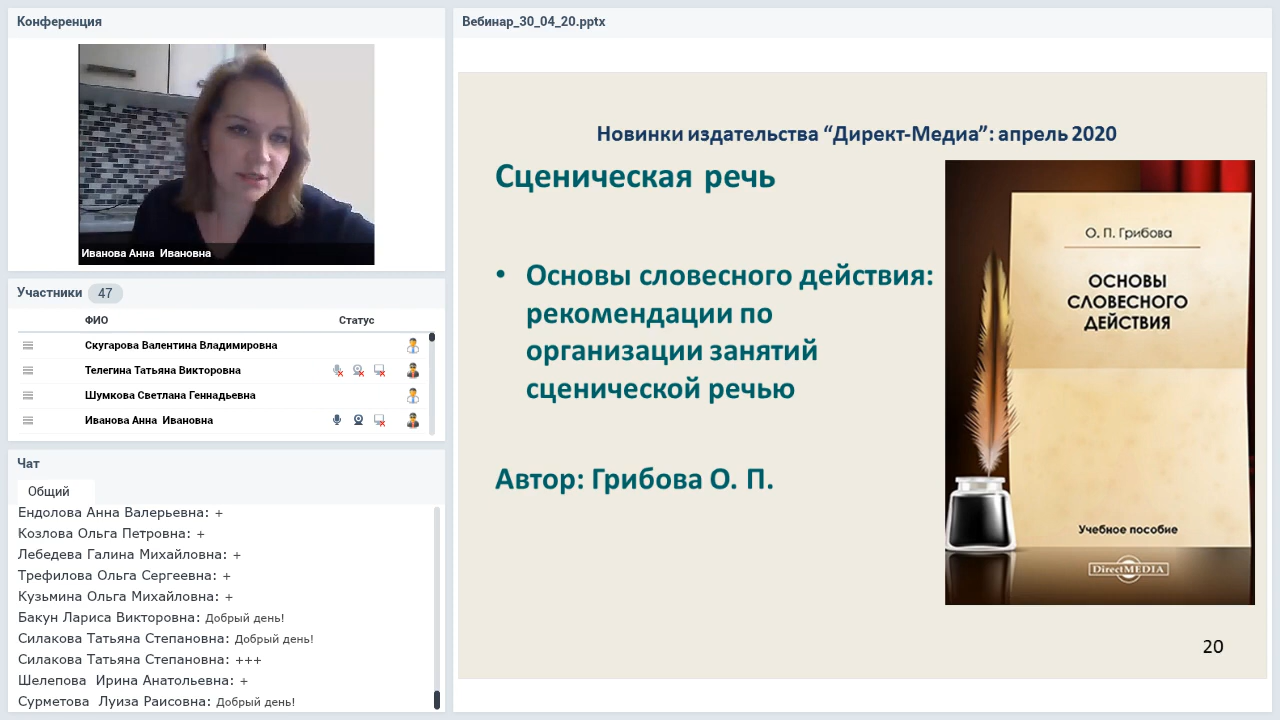 Конференция
Иванова Анна  Ивановна
Участники 47
ФИО Статус
Скугарова Валентина Владимировна
Телегина Татьяна Викторовна
Шумкова Светлана Геннадьевна
Иванова Анна  Ивановна
Чат
Общий
Ендолова Анна Валерьевна: +
Козлова Ольга Петровна: +
Лебедева Галина Михайловна: +
Трефилова Ольга Сергеевна: +
Кузьмина Ольга Михайловна: +
Бакун Лариса Викторовна: Добрый день!
Силакова Татьяна Степановна: Добрый день!
Силакова Татьяна Степановна: +++
Шелепова  Ирина Анатольевна: +
Сурметова  Луиза Раисовна: Добрый день!
Вебинар_30_04_20.pptx
Новинки издательства “Директ-Медиа”: апрель 2020
Сценическая речь
• Основы словесного действия:
рекомендации по
организации занятий
сценической речью
Автор: Грибова О. П.
О. П. Грибова
ОСНОВЫ
СЛОВЕСНОГО
ДЕЙСТВИЯ
Учебное пособие
DirectMEDIA
20